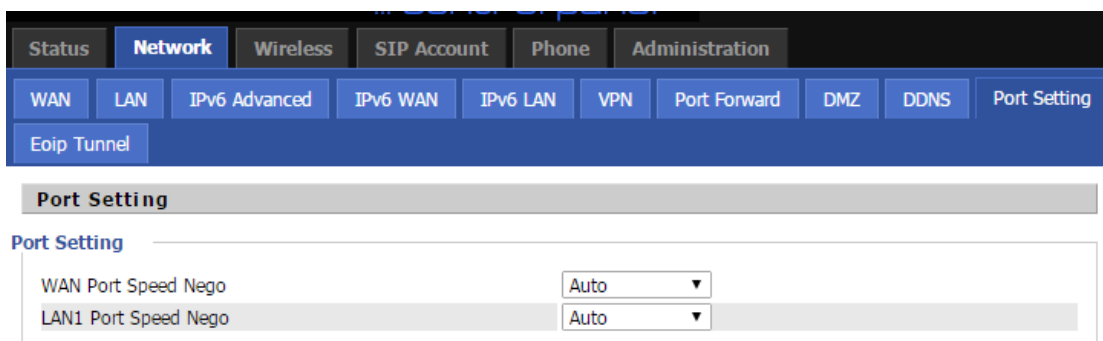 Status Network Wireless SIP Account Phone Administration
WAN LAN IPv6 Advanced IPv6 WAN IPv6 LAN VPN Port Forward DMZ DDNS Port Setting
Eoip Tunnel
Port Setting
Port Setting
WAN Port Speed Nego Auto
LAN1 Port Speed Nego Auto